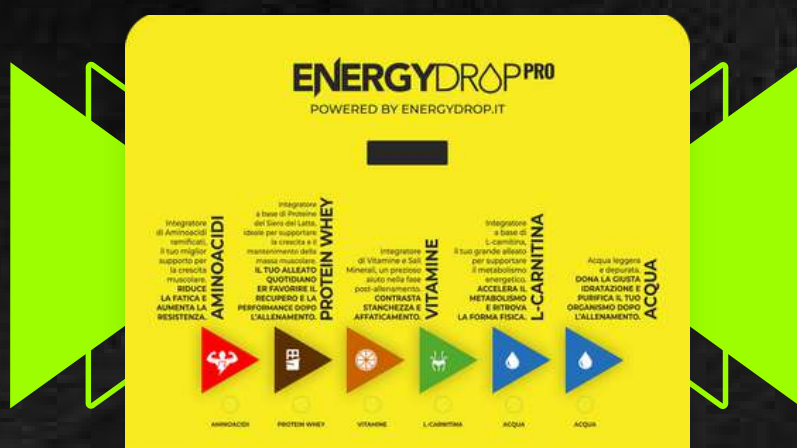 ENERGYDROP PRO
POWERED BY ENERGYDROP.IT
Integratore
di Aminoacidi
ramificati,
il tuo miglior
supporto per
la crescita
muscolare.
RIDUCI
LA FATICA E
AUMENTA LA
RESISTENZA.
AMINOACIDI
Integratore
a base di Proteine
del Siero del Latte,
ideale per supportare
la crescita e il
mantenimento della
massa muscolare.
IL TUO ALLEATO
QUOTIDIANO
ER FAVORIRE IL
RECUPERO E LA
PERFORMANCE DOPO
L'ALLENAMENTO.
PROTEIN WHEY
Integratore
di Vitamine e Sali
Minerali, un prezioso
aiuto nella fase
post-allenamento.
CONTRASTA
STANCHEZZA E
AFFATICAMENTO.
VITAMINE
Integratore
a base di
L-carnitina,
il tuo grande alleato
per supportare
il metabolismo
energetico.
ACCELERA IL
METABOLISMO
E RITROVA
LA FORMA FISICA.
L-CARNITINA
Acqua leggera
e depurata.
DONA LA GIUSTA
IDRATAZIONE E
PURIFICA IL TUO
ORGANISMO DOPO
L'ALLENAMENTO.
ACQUA
AMINOACIDI
PROTEIN WHEY
VITAMINE
L-CARNITINA
ACQUA
ACQUA